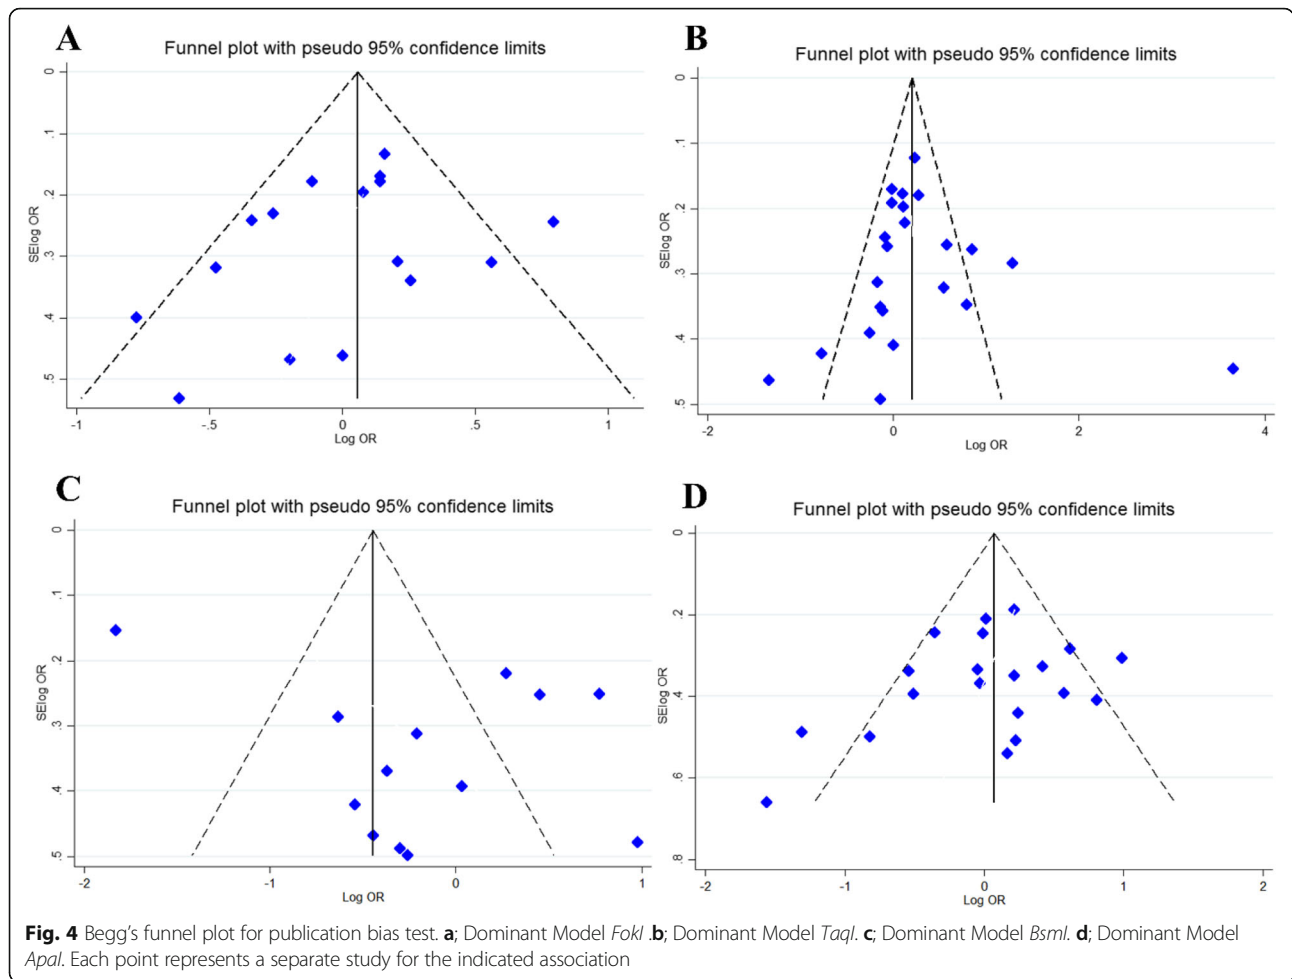 A
Funnel plot with pseudo 95% confidence limits
0
.1
.2
.3
.4
.5
SElog OR
-1
-.5
0
.5
1
Log OR
B
Funnel plot with pseudo 95% confidence limits
0
.1
.2
.3
.4
.5
SElog OR
-2
0
2
4
Log OR
C
Funnel plot with pseudo 95% confidence limits
0
.1
.2
.3
.4
.5
SElog OR
-2
-1
0
1
Log OR
D
Funnel plot with pseudo 95% confidence limits
0
.2
.4
.6
.8
SElog OR
-2
-1
0
1
2
Log OR
Fig. 4 Begg's funnel plot for publication bias test. a; Dominant Model FokI .b; Dominant Model TaqI. c; Dominant Model BsmI. d; Dominant Model
ApaI. Each point represents a separate study for the indicated association